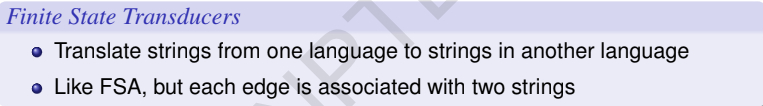 Finite State Transducers
Translate strings from one language to strings in another language
Like FSA, but each edge is associated with two strings